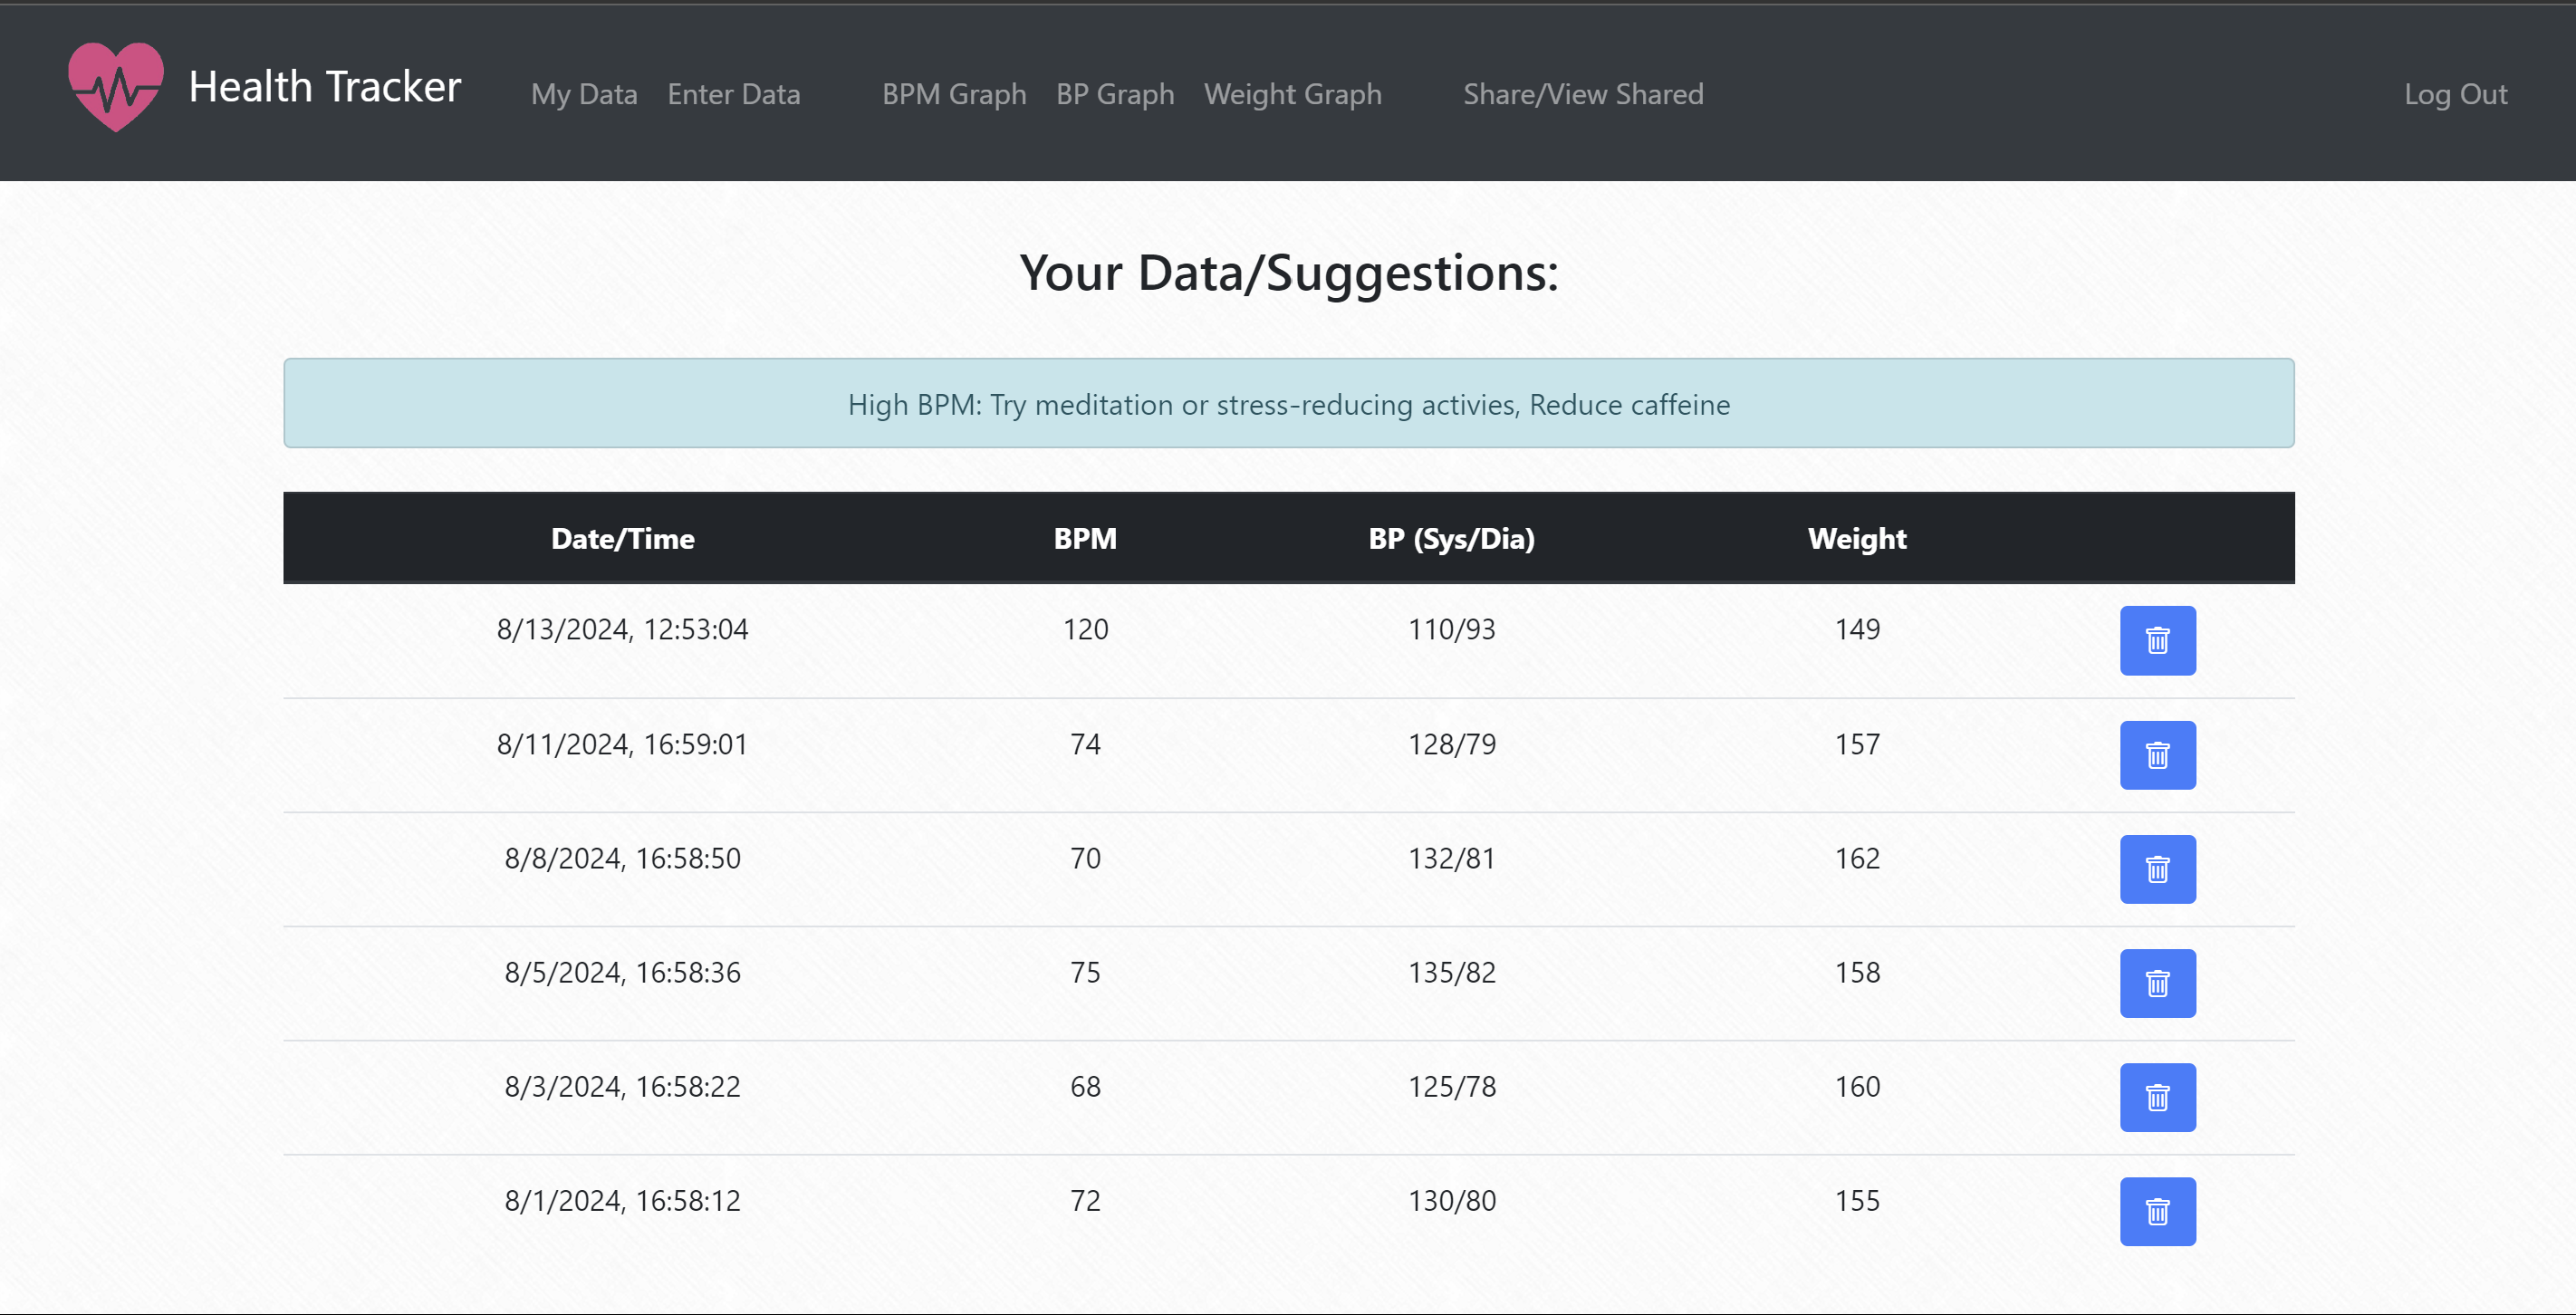 Health Tracker My Data Enter Data BPM Graph BP Graph Weight Graph Share/View Shared Log Out
Your Data/Suggestions:
High BPM: Try meditation or stress-reducing activies, Reduce caffeine
Date/Time BPM BP (Sys/Dia) Weight
8/13/2024, 12:53:04 120 110/93 149
8/11/2024, 16:59:01 74 128/79 157
8/8/2024, 16:58:50 70 132/81 162
8/5/2024, 16:58:36 75 135/82 158
8/3/2024, 16:58:22 68 125/78 160
8/1/2024, 16:58:12 72 130/80 155